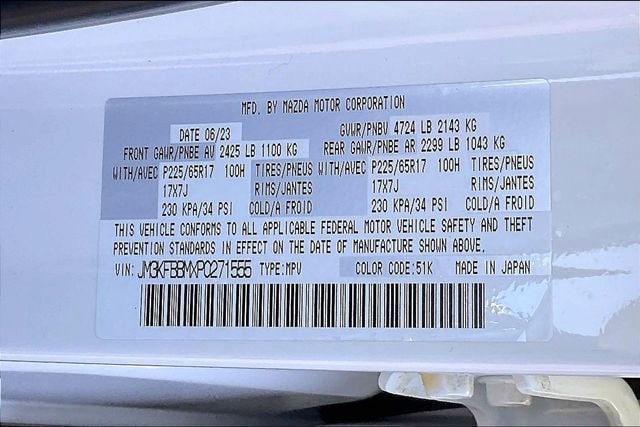 MFD. BY MAZDA MOTOR CORPORATION
DATE 06/23 GVWR/PNBV 4724 LB 2143 KG
FRONT GAWR/PNBE AV 2425 LB 1100 KG REAR GAWR/PNBE AR 2299 LB 1043 KG
WITH/AVEC P225/65R17 100H TIRES/PNEUS WITH/AVEC P225/65R17 100H TIRES/PNEUS
17X7J RIMS/JANTES 17X7J RIMS/JANTES
230 KPA/34 PSI COLD/A FROID 230 KPA/34 PSI COLD/A FROID
THIS VEHICLE CONFORMS TO ALL APPLICABLE FEDERAL MOTOR VEHICLE SAFETY AND THEFT
PREVENTION STANDARDS IN EFFECT ON THE DATE OF MANUFACTURE SHOWN ABOVE.
VIN: JM3KFBBMXP0271555 TYPE:MPV COLOR CODE:51K MADE IN JAPAN